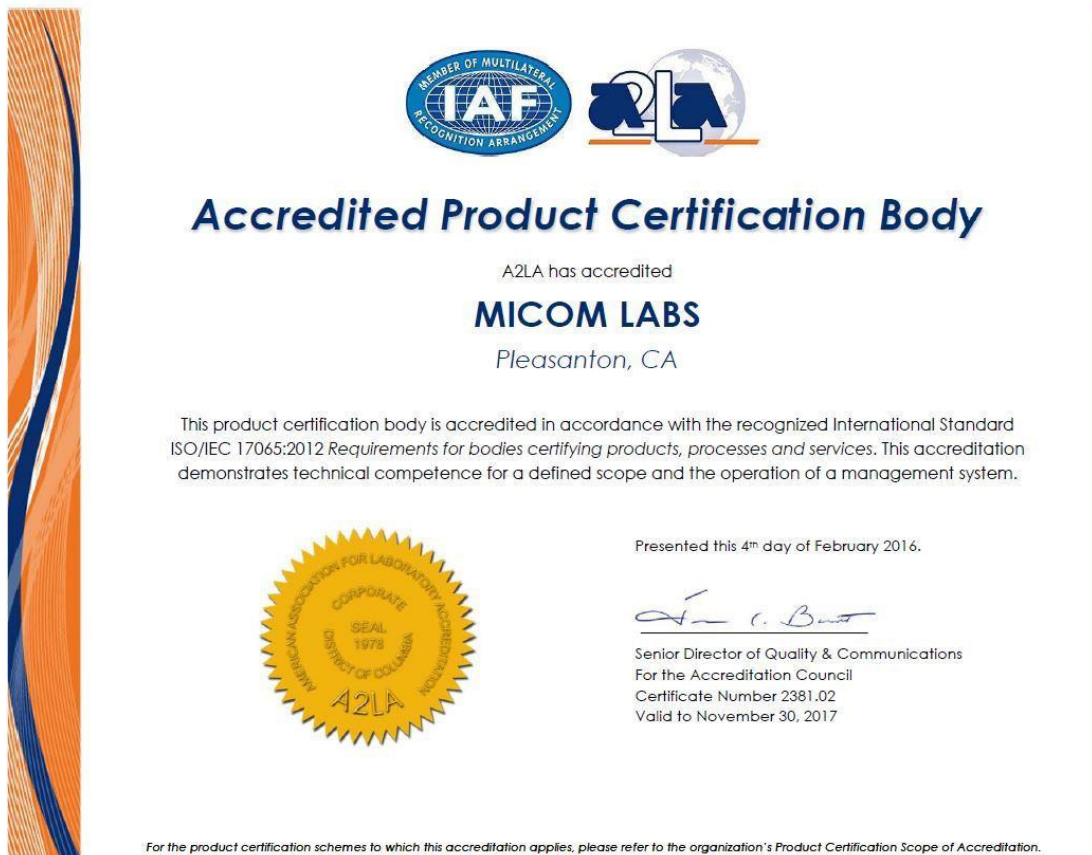 MEMBER OF MULTILATERAL
IAF
RECOGNITION ARRANGEMENT
a2La
Accredited Product Certification Body
A2LA has accredited
MICOM LABS
Pleasanton, CA
This product certification body is accredited in accordance with the recognized International Standard
ISO/IEC 17065:2012 Requirements for bodies certifying products, processes and services. This accreditation
demonstrates technical competence for a defined scope and the operation of a management system.
AMERICAN ASSOCIATION FOR LABORATORY ACCREDITATION
CORPORATE
SEAL
1978
DISTRICT OF COLUMBIA
A2LA
Presented this 4th day of February 2016.
Senior Director of Quality & Communications
For the Accreditation Council
Certificate Number 2381.02
Valid to November 30, 2017
For the product certification schemes to which this accreditation applies, please refer to the organization's Product Certification Scope of Accreditation.